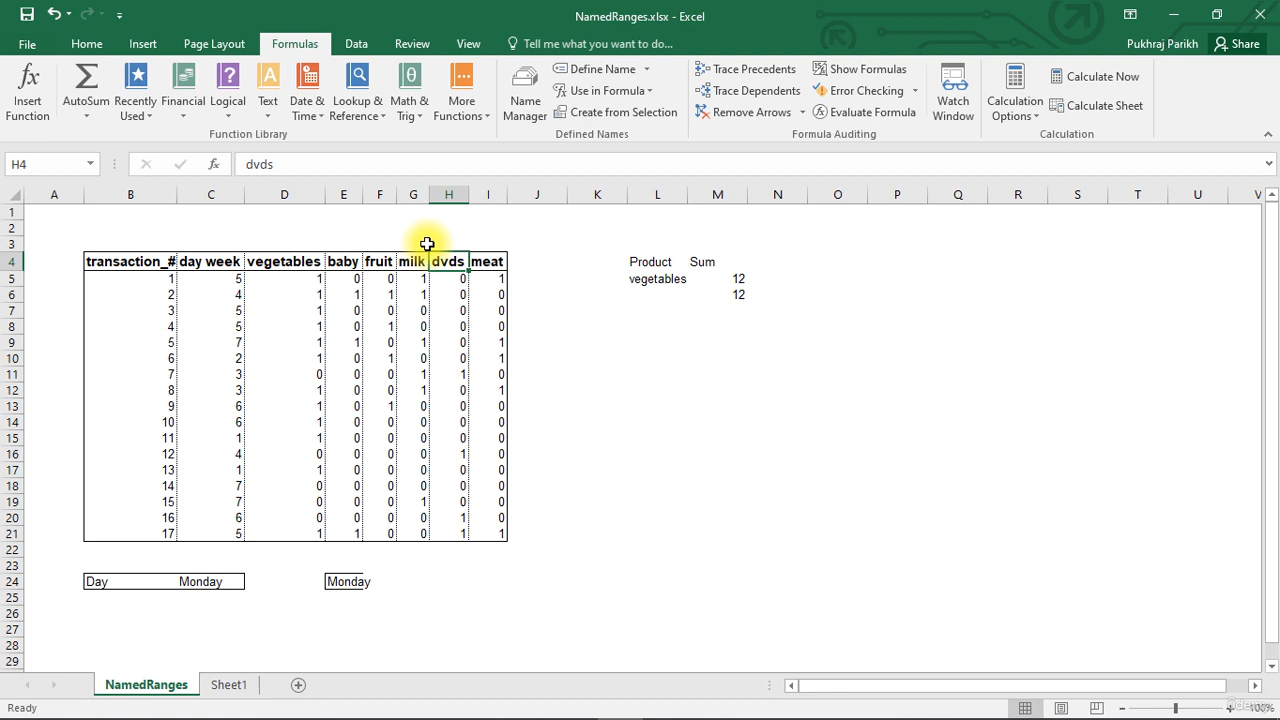 NamedRanges.xlsx - Excel
File Home Insert Page Layout Formulas Data Review View Tell me what you want to do... Pukhraj Parikh Share
Insert Function
AutoSum
Recently Used
Financial
Logical
Text
Date & Time
Lookup & Reference
Math & Trig
More Functions
Function Library
Name Manager
Define Name
Use in Formula
Create from Selection
Defined Names
Trace Precedents
Trace Dependents
Remove Arrows
Show Formulas
Error Checking
Evaluate Formula
Formula Auditing
Watch Window
Calculation Options
Calculate Now
Calculate Sheet
Calculation
H4 fx dvds
A B C D E F G H I J K L M N O P Q R S T U V
1
2
3
4 transaction_# day week vegetables baby fruit milk dvds meat Product Sum
5 1 5 1 0 0 1 0 1 vegetables 12
6 2 4 1 1 1 1 0 0 12
7 3 5 1 0 0 0 0 0
8 4 5 1 0 1 0 0 0
9 5 7 1 1 0 1 0 1
10 6 2 1 0 1 0 0 1
11 7 3 0 0 0 1 1 0
12 8 3 1 0 0 1 0 1
13 9 6 1 0 1 0 0 0
14 10 6 1 0 0 0 0 0
15 11 1 1 0 0 0 0 0
16 12 4 0 0 0 0 1 0
17 13 1 1 0 0 0 0 0
18 14 7 0 0 0 0 0 0
19 15 7 0 0 0 1 0 0
20 16 6 0 0 0 0 1 0
21 17 5 1 1 0 0 1 1
22
23
24 Day Monday Monday
25
26
27
28
29
NamedRanges Sheet1
Ready 100%